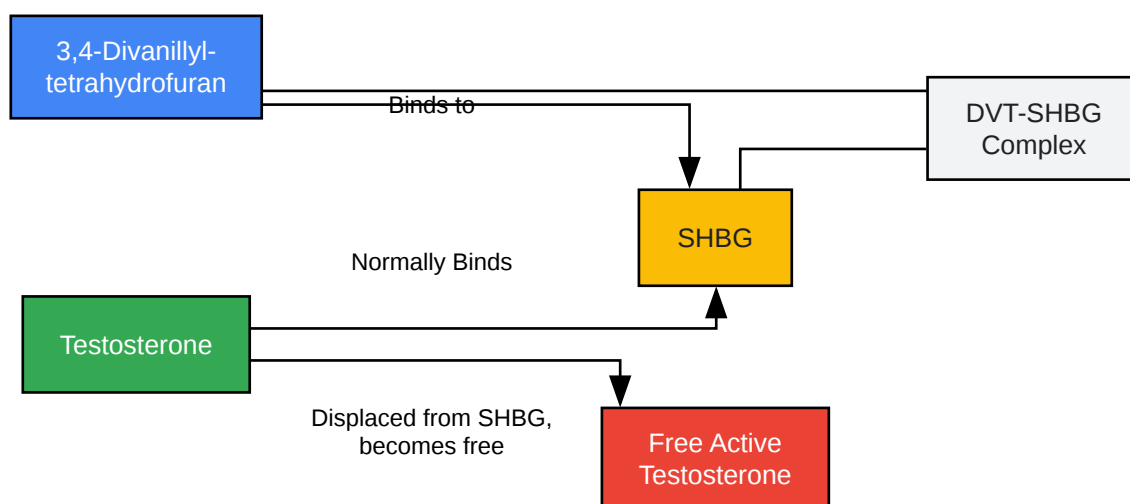 3,4-Divanillyl-
tetrahydrofuran
Binds to
DVT-SHBG
Complex
SHBG
Normally Binds
Testosterone
Displaced from SHBG,
becomes free
Free Active
Testosterone